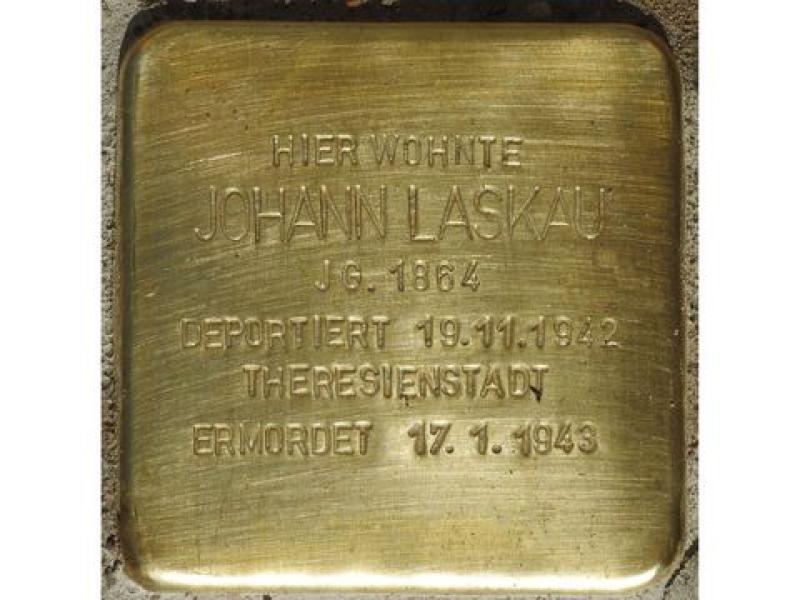 HIER WOHNTE
JOHANN LASKAU
JG. 1864
DEPORTIERT 19.11.1942
THERESIENSTADT
ERMORDET 17.1.1943